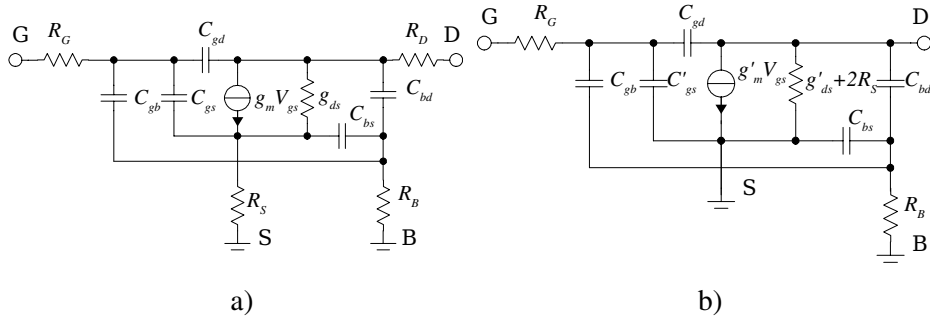 G R_G C_gd R_D D
C_gb C_gs g_m V_gs g_ds C_bd
C_bs
R_S R_B
S B
a)
G R_G C_gd D
C_gb C'_gs g'_m V_gs g'_ds+2R_S C_bd
C_bs
S
R_B
B
b)